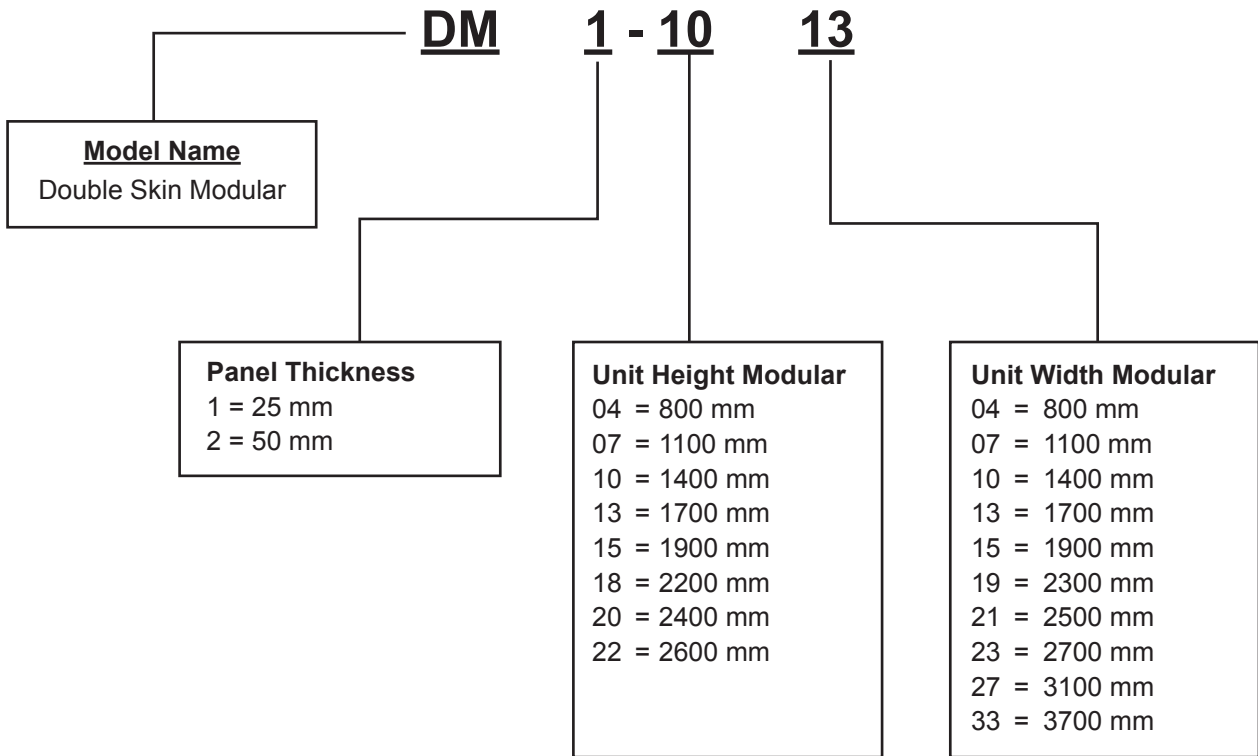 DM 1 - 10 13
Model Name
Double Skin Modular
Panel Thickness
1 = 25 mm
2 = 50 mm
Unit Height Modular
04 = 800 mm
07 = 1100 mm
10 = 1400 mm
13 = 1700 mm
15 = 1900 mm
18 = 2200 mm
20 = 2400 mm
22 = 2600 mm
Unit Width Modular
04 = 800 mm
07 = 1100 mm
10 = 1400 mm
13 = 1700 mm
15 = 1900 mm
19 = 2300 mm
21 = 2500 mm
23 = 2700 mm
27 = 3100 mm
33 = 3700 mm